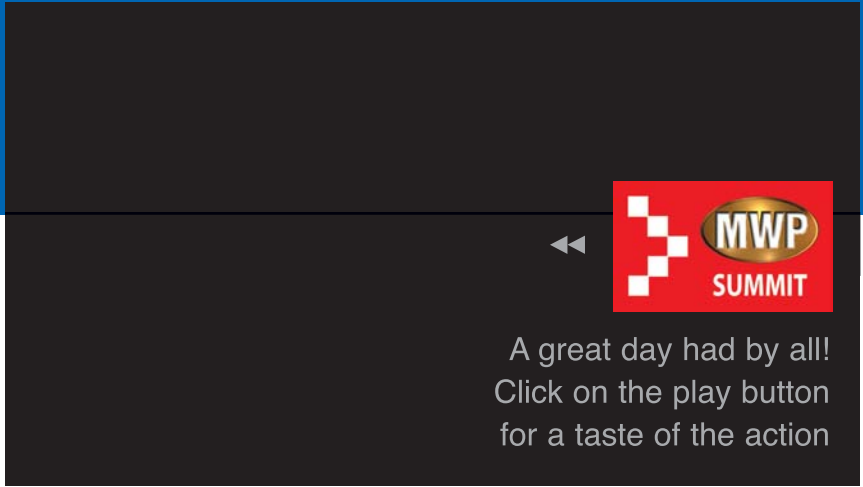 MWP
SUMMIT
A great day had by all!
Click on the play button
for a taste of the action